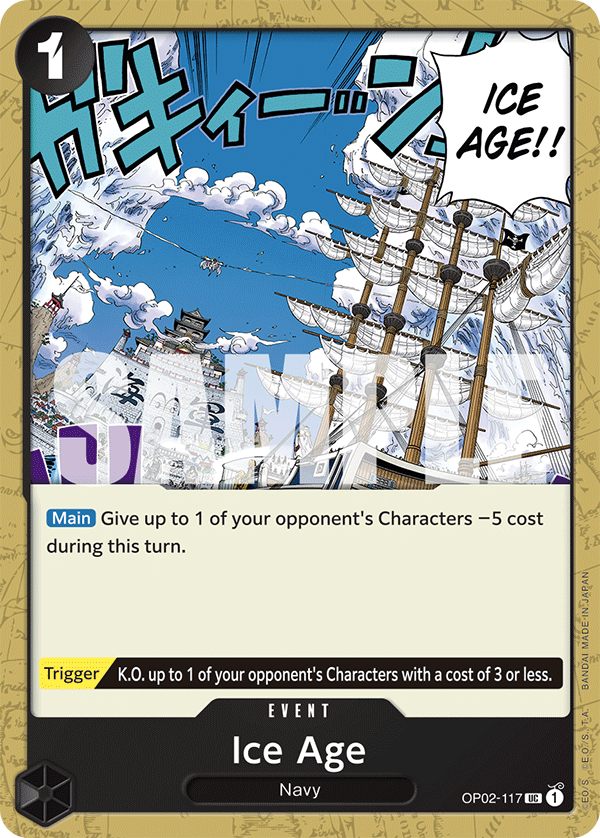 1
ガキィーン
ICE
AGE!!
SAMPLE
Main Give up to 1 of your opponent's Characters −5 cost
during this turn.
Trigger K.O. up to 1 of your opponent's Characters with a cost of 3 or less.
EVENT
Ice Age
Navy
OP02-117 UC 1
BANDAI MADE IN JAPAN